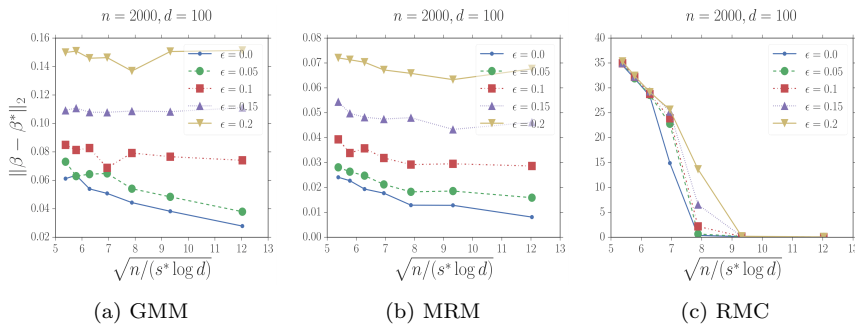 n = 2000, d = 100
n = 2000, d = 100
n = 2000, d = 100
‖β − β*‖₂
0.16
0.14
0.12
0.10
0.08
0.06
0.04
0.02
5 6 7 8 9 10 11 12 13
√n/(s* log d)
ϵ = 0.0
ϵ = 0.05
ϵ = 0.1
ϵ = 0.15
ϵ = 0.2
(a) GMM
0.08
0.07
0.06
0.05
0.04
0.03
0.02
0.01
0.00
5 6 7 8 9 10 11 12 13
√n/(s* log d)
ϵ = 0.0
ϵ = 0.05
ϵ = 0.1
ϵ = 0.15
ϵ = 0.2
(b) MRM
40
35
30
25
20
15
10
5
0
5 6 7 8 9 10 11 12 13
√n/(s* log d)
ϵ = 0.0
ϵ = 0.05
ϵ = 0.1
ϵ = 0.15
ϵ = 0.2
(c) RMC